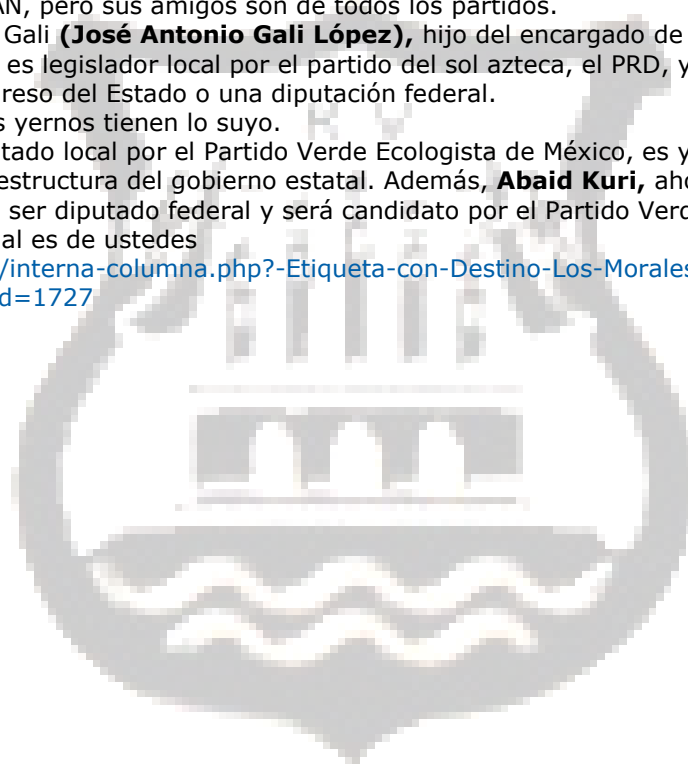 AN, pero sus amigos son de todos los partidos.
Gali (José Antonio Gali López), hijo del encargado de
es legislador local por el partido del sol azteca, el PRD, y
reso del Estado o una diputación federal.
s yernos tienen lo suyo.
tado local por el Partido Verde Ecologista de México, es y
estructura del gobierno estatal. Además, Abaid Kuri, aho
ser diputado federal y será candidato por el Partido Verd
al es de ustedes
/interna-columna.php?-Etiqueta-con-Destino-Los-Morales
d=1727